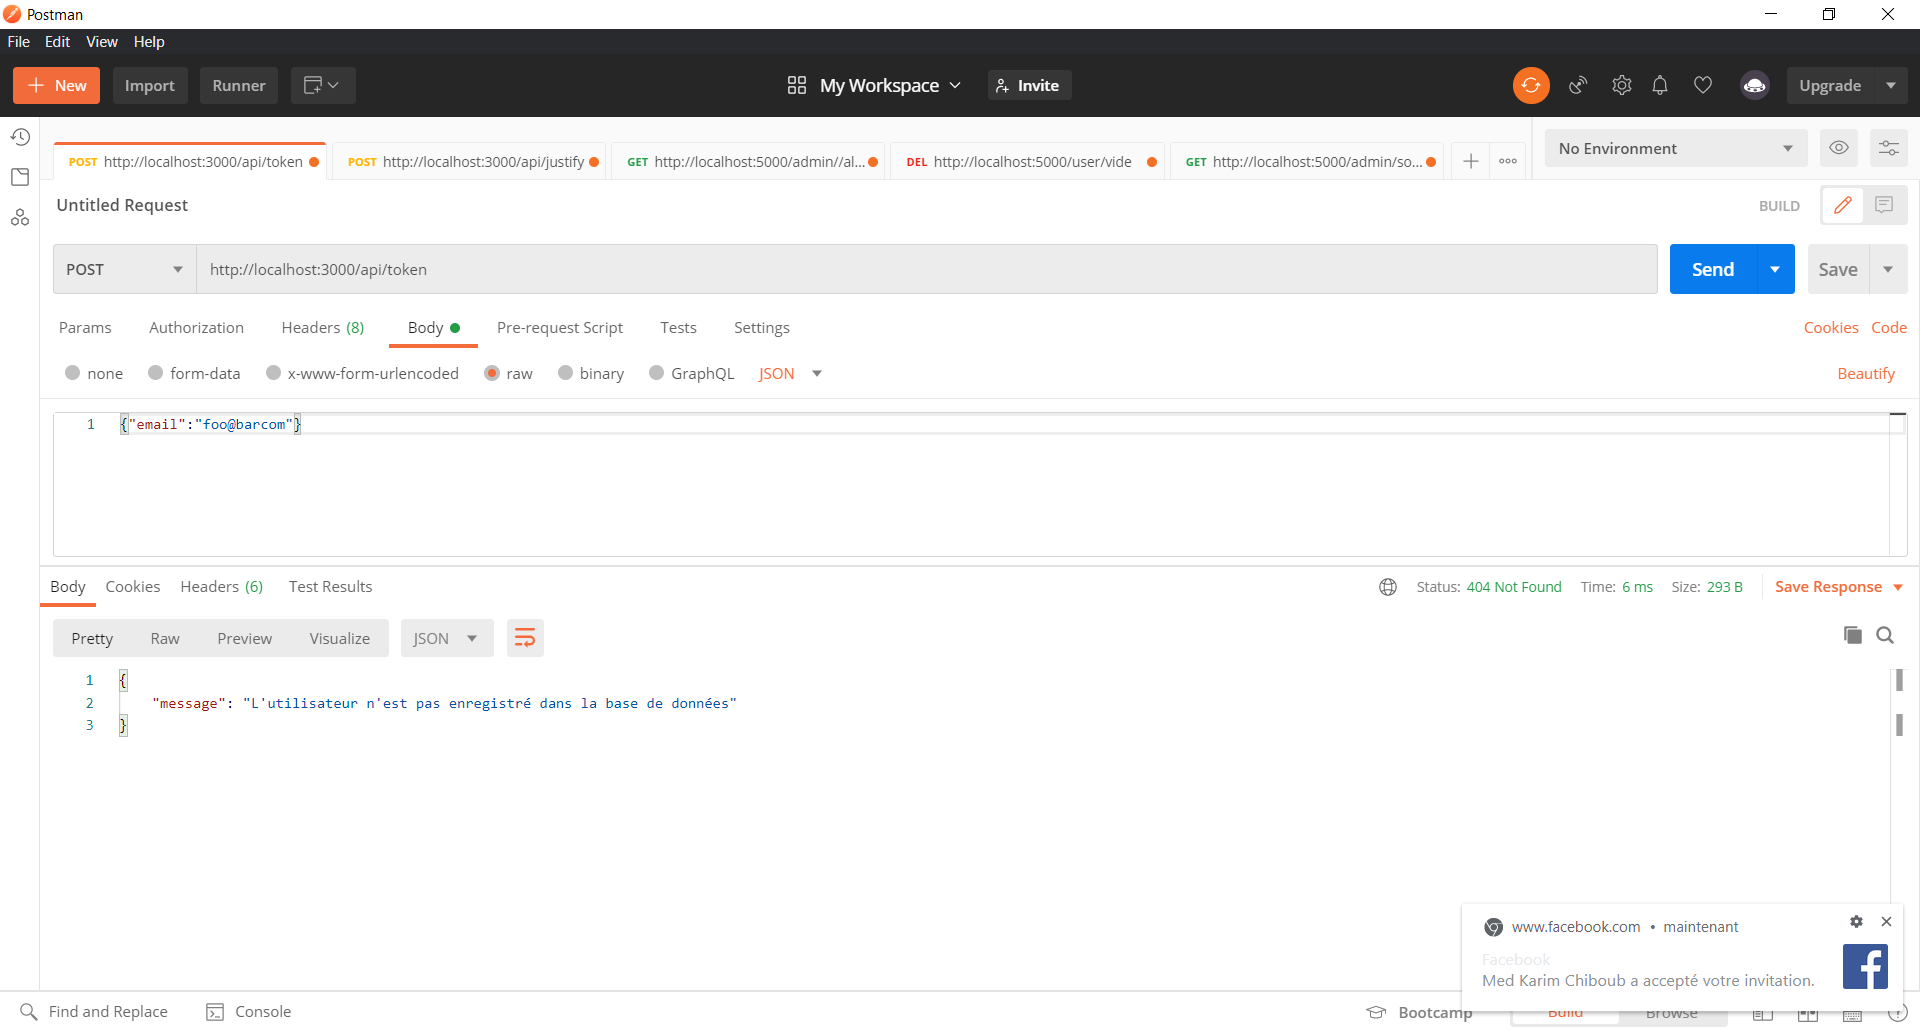 Postman
File Edit View Help
+ New Import Runner My Workspace Invite Upgrade
POST http://localhost:3000/api/token POST http://localhost:3000/api/justify GET http://localhost:5000/admin//al... DEL http://localhost:5000/user/vide GET http://localhost:5000/admin/so... No Environment
Untitled Request BUILD
POST http://localhost:3000/api/token Send Save
Params Authorization Headers (8) Body Pre-request Script Tests Settings Cookies Code
none form-data x-www-form-urlencoded raw binary GraphQL JSON Beautify
1 {"email":"foo@barcom"}
Body Cookies Headers (6) Test Results Status: 404 Not Found Time: 6 ms Size: 293 B Save Response
Pretty Raw Preview Visualize JSON
1 {
2 "message": "L'utilisateur n'est pas enregistré dans la base de données"
3 }
www.facebook.com • maintenant
Facebook
Med Karim Chiboub a accepté votre invitation.
Find and Replace Console Bootcamp Build Browse